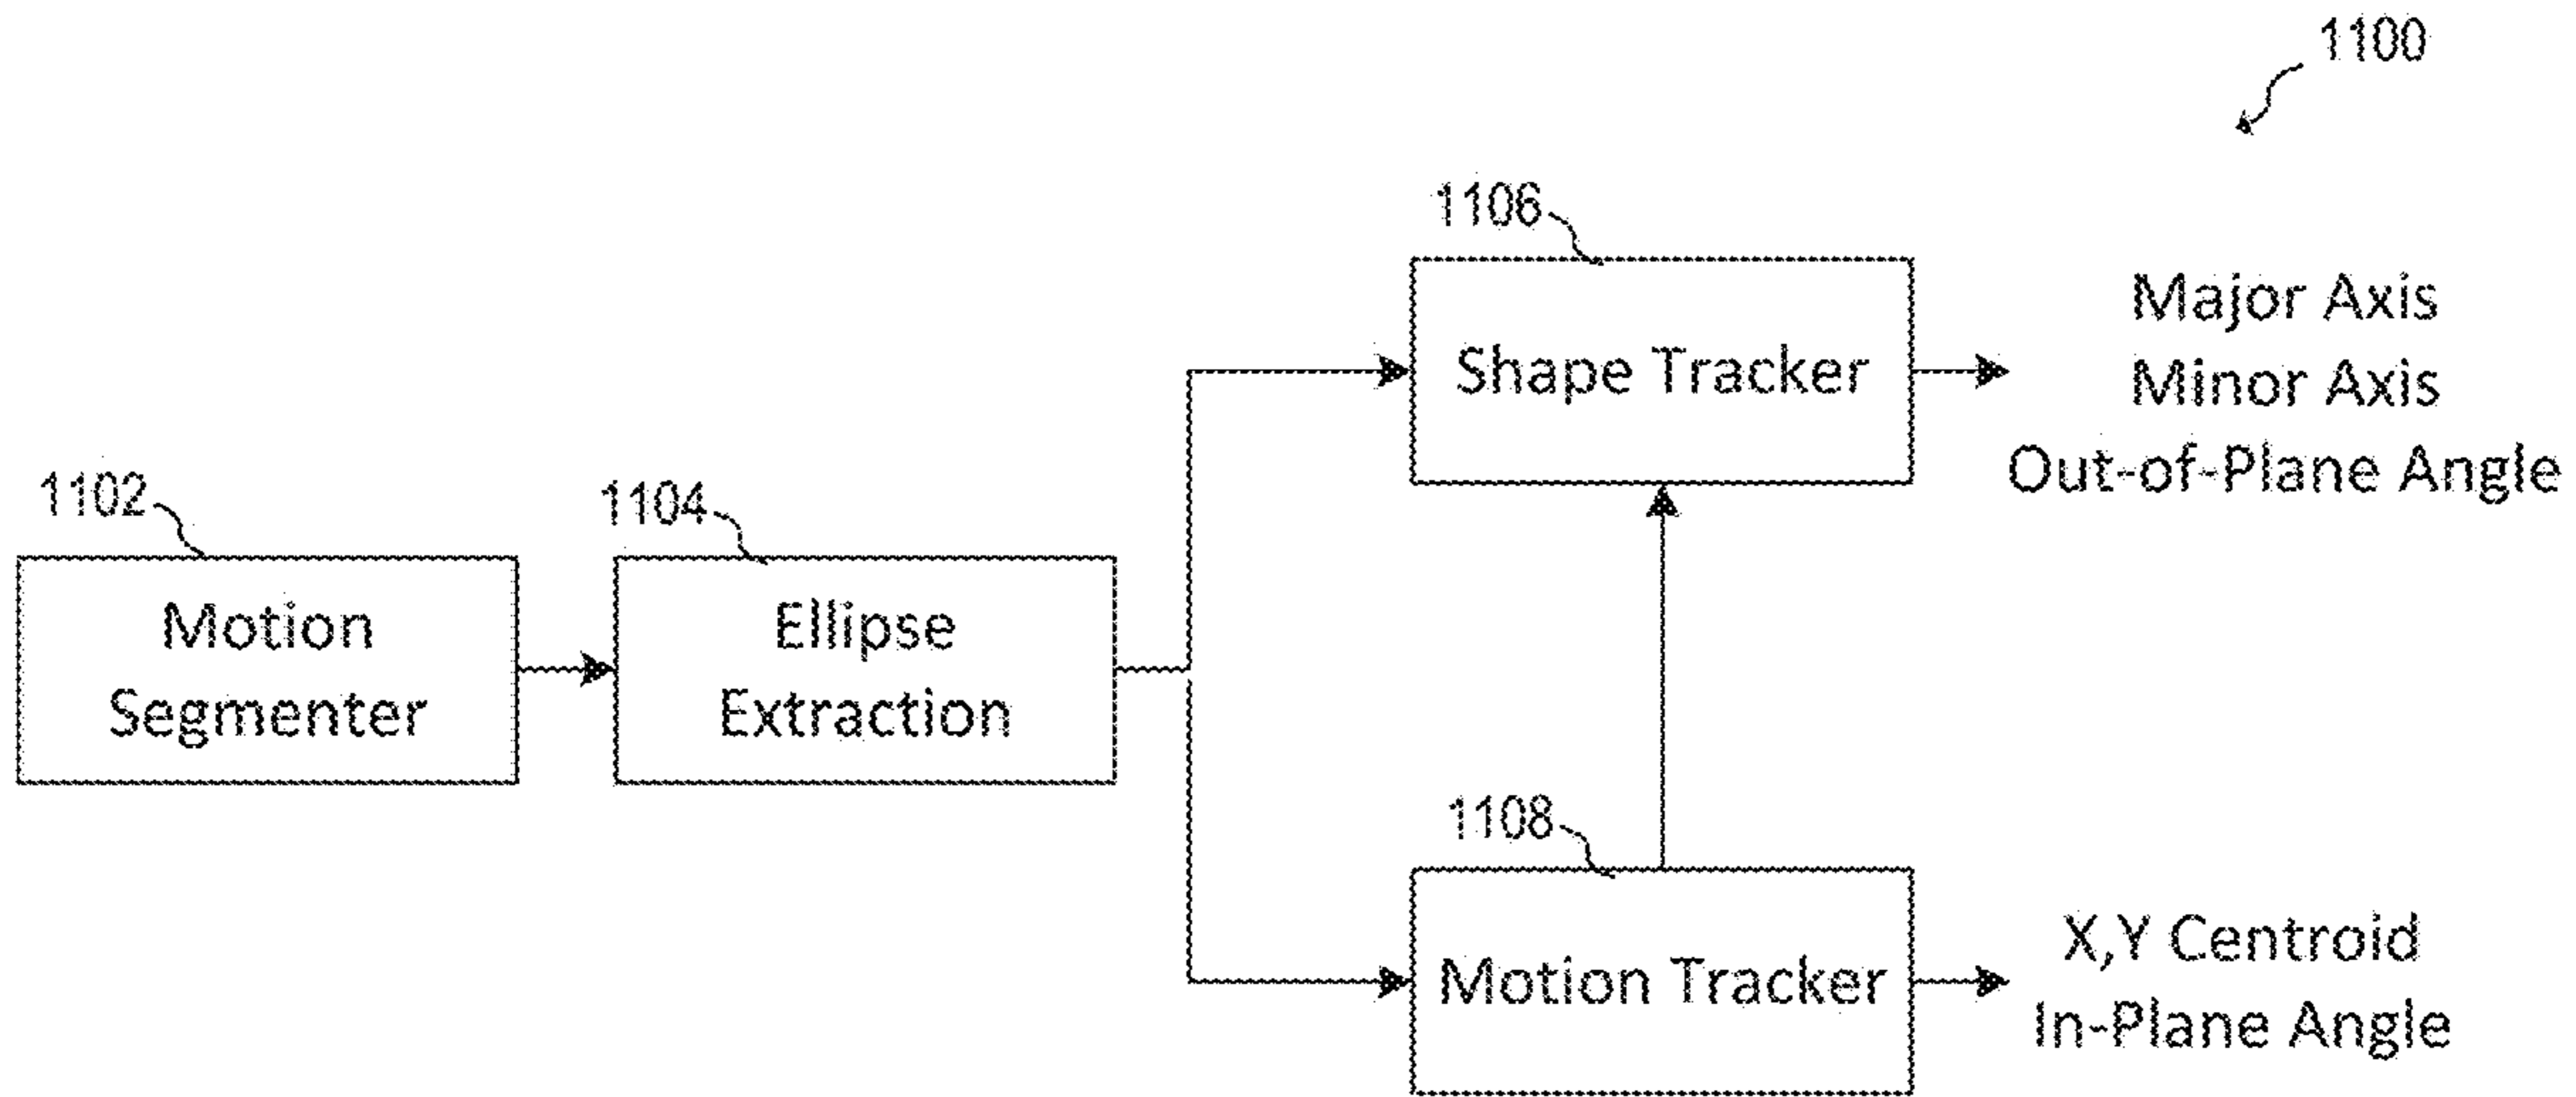 1100
1106
Shape Tracker
Major Axis
Minor Axis
Out-of-Plane Angle
1102
Motion
Segmenter
1104
Ellipse
Extraction
1108
Motion Tracker
X,Y Centroid
In-Plane Angle